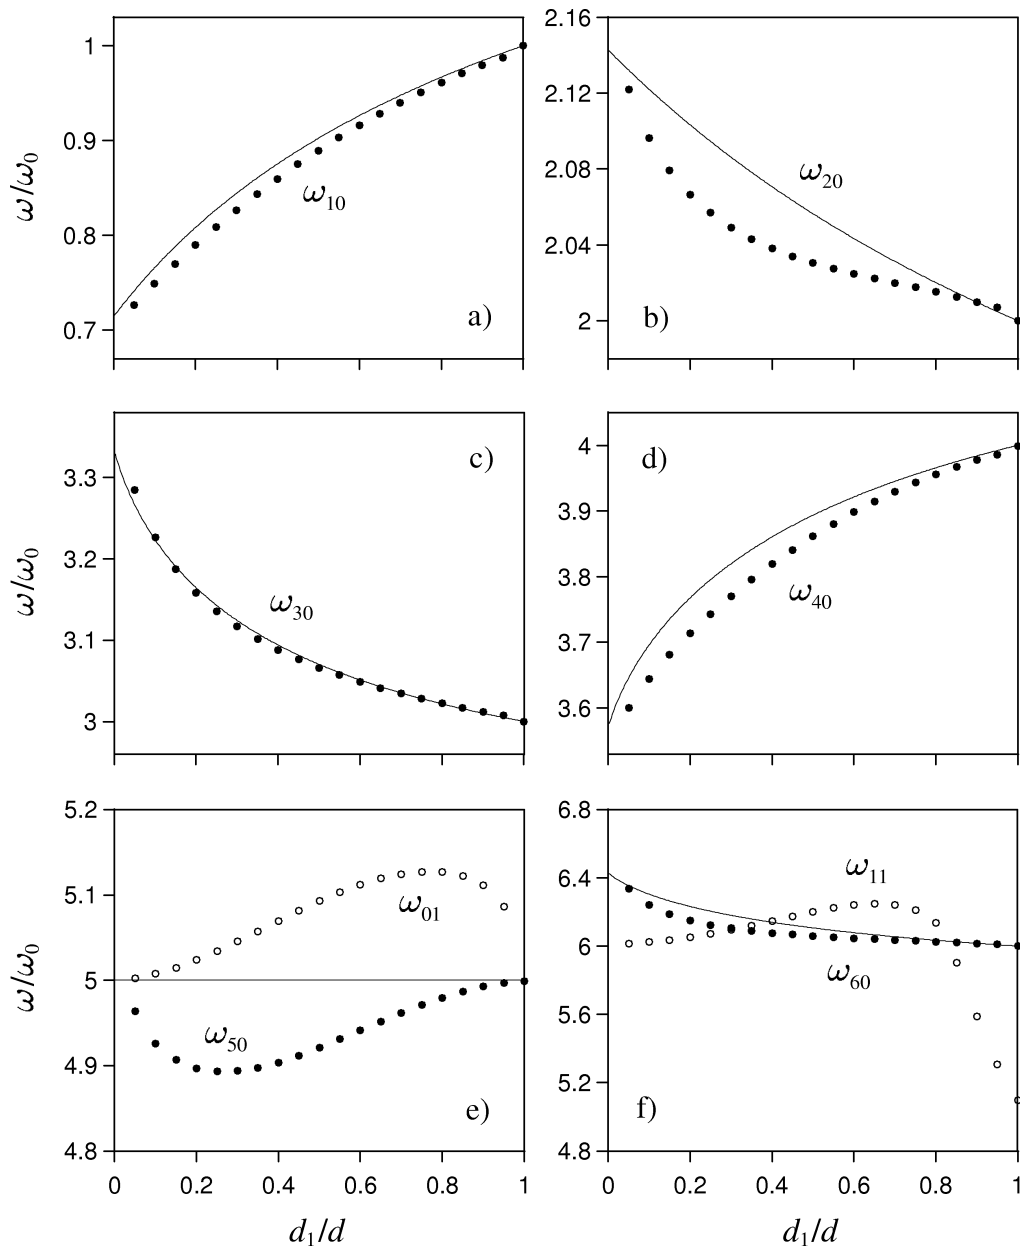 1
0.9
0.8
0.7
ω/ω₀
ω₁₀
a)
2.16
2.12
2.08
2.04
2
ω₂₀
b)
3.3
3.2
3.1
3
ω/ω₀
ω₃₀
c)
4
3.9
3.8
3.7
3.6
ω₄₀
d)
5.2
5.1
5
4.9
4.8
ω/ω₀
ω₀₁
ω₅₀
e)
0 0.2 0.4 0.6 0.8 1
d₁/d
6.8
6.4
6
5.6
5.2
4.8
ω₁₁
ω₆₀
f)
0 0.2 0.4 0.6 0.8 1
d₁/d